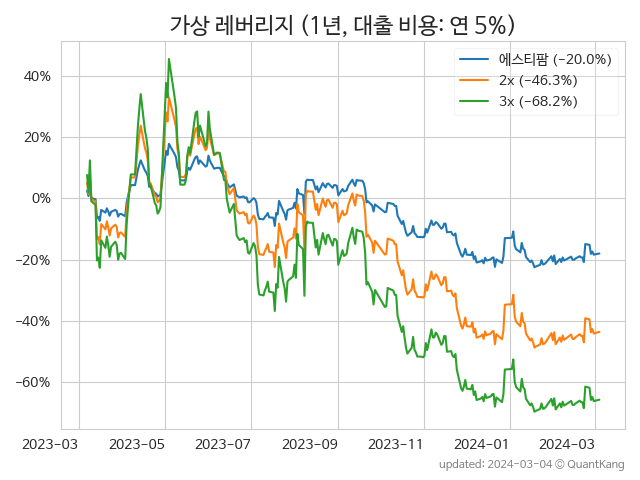 가상 레버리지 (1년, 대출 비용: 연 5%)
에스티팜 (−20.0%)
2x (−46.3%)
3x (−68.2%)
40%
20%
0%
−20%
−40%
−60%
2023−03 2023−05 2023−07 2023−09 2023−11 2024−01 2024−03
updated: 2024-03-04 © QuantKang